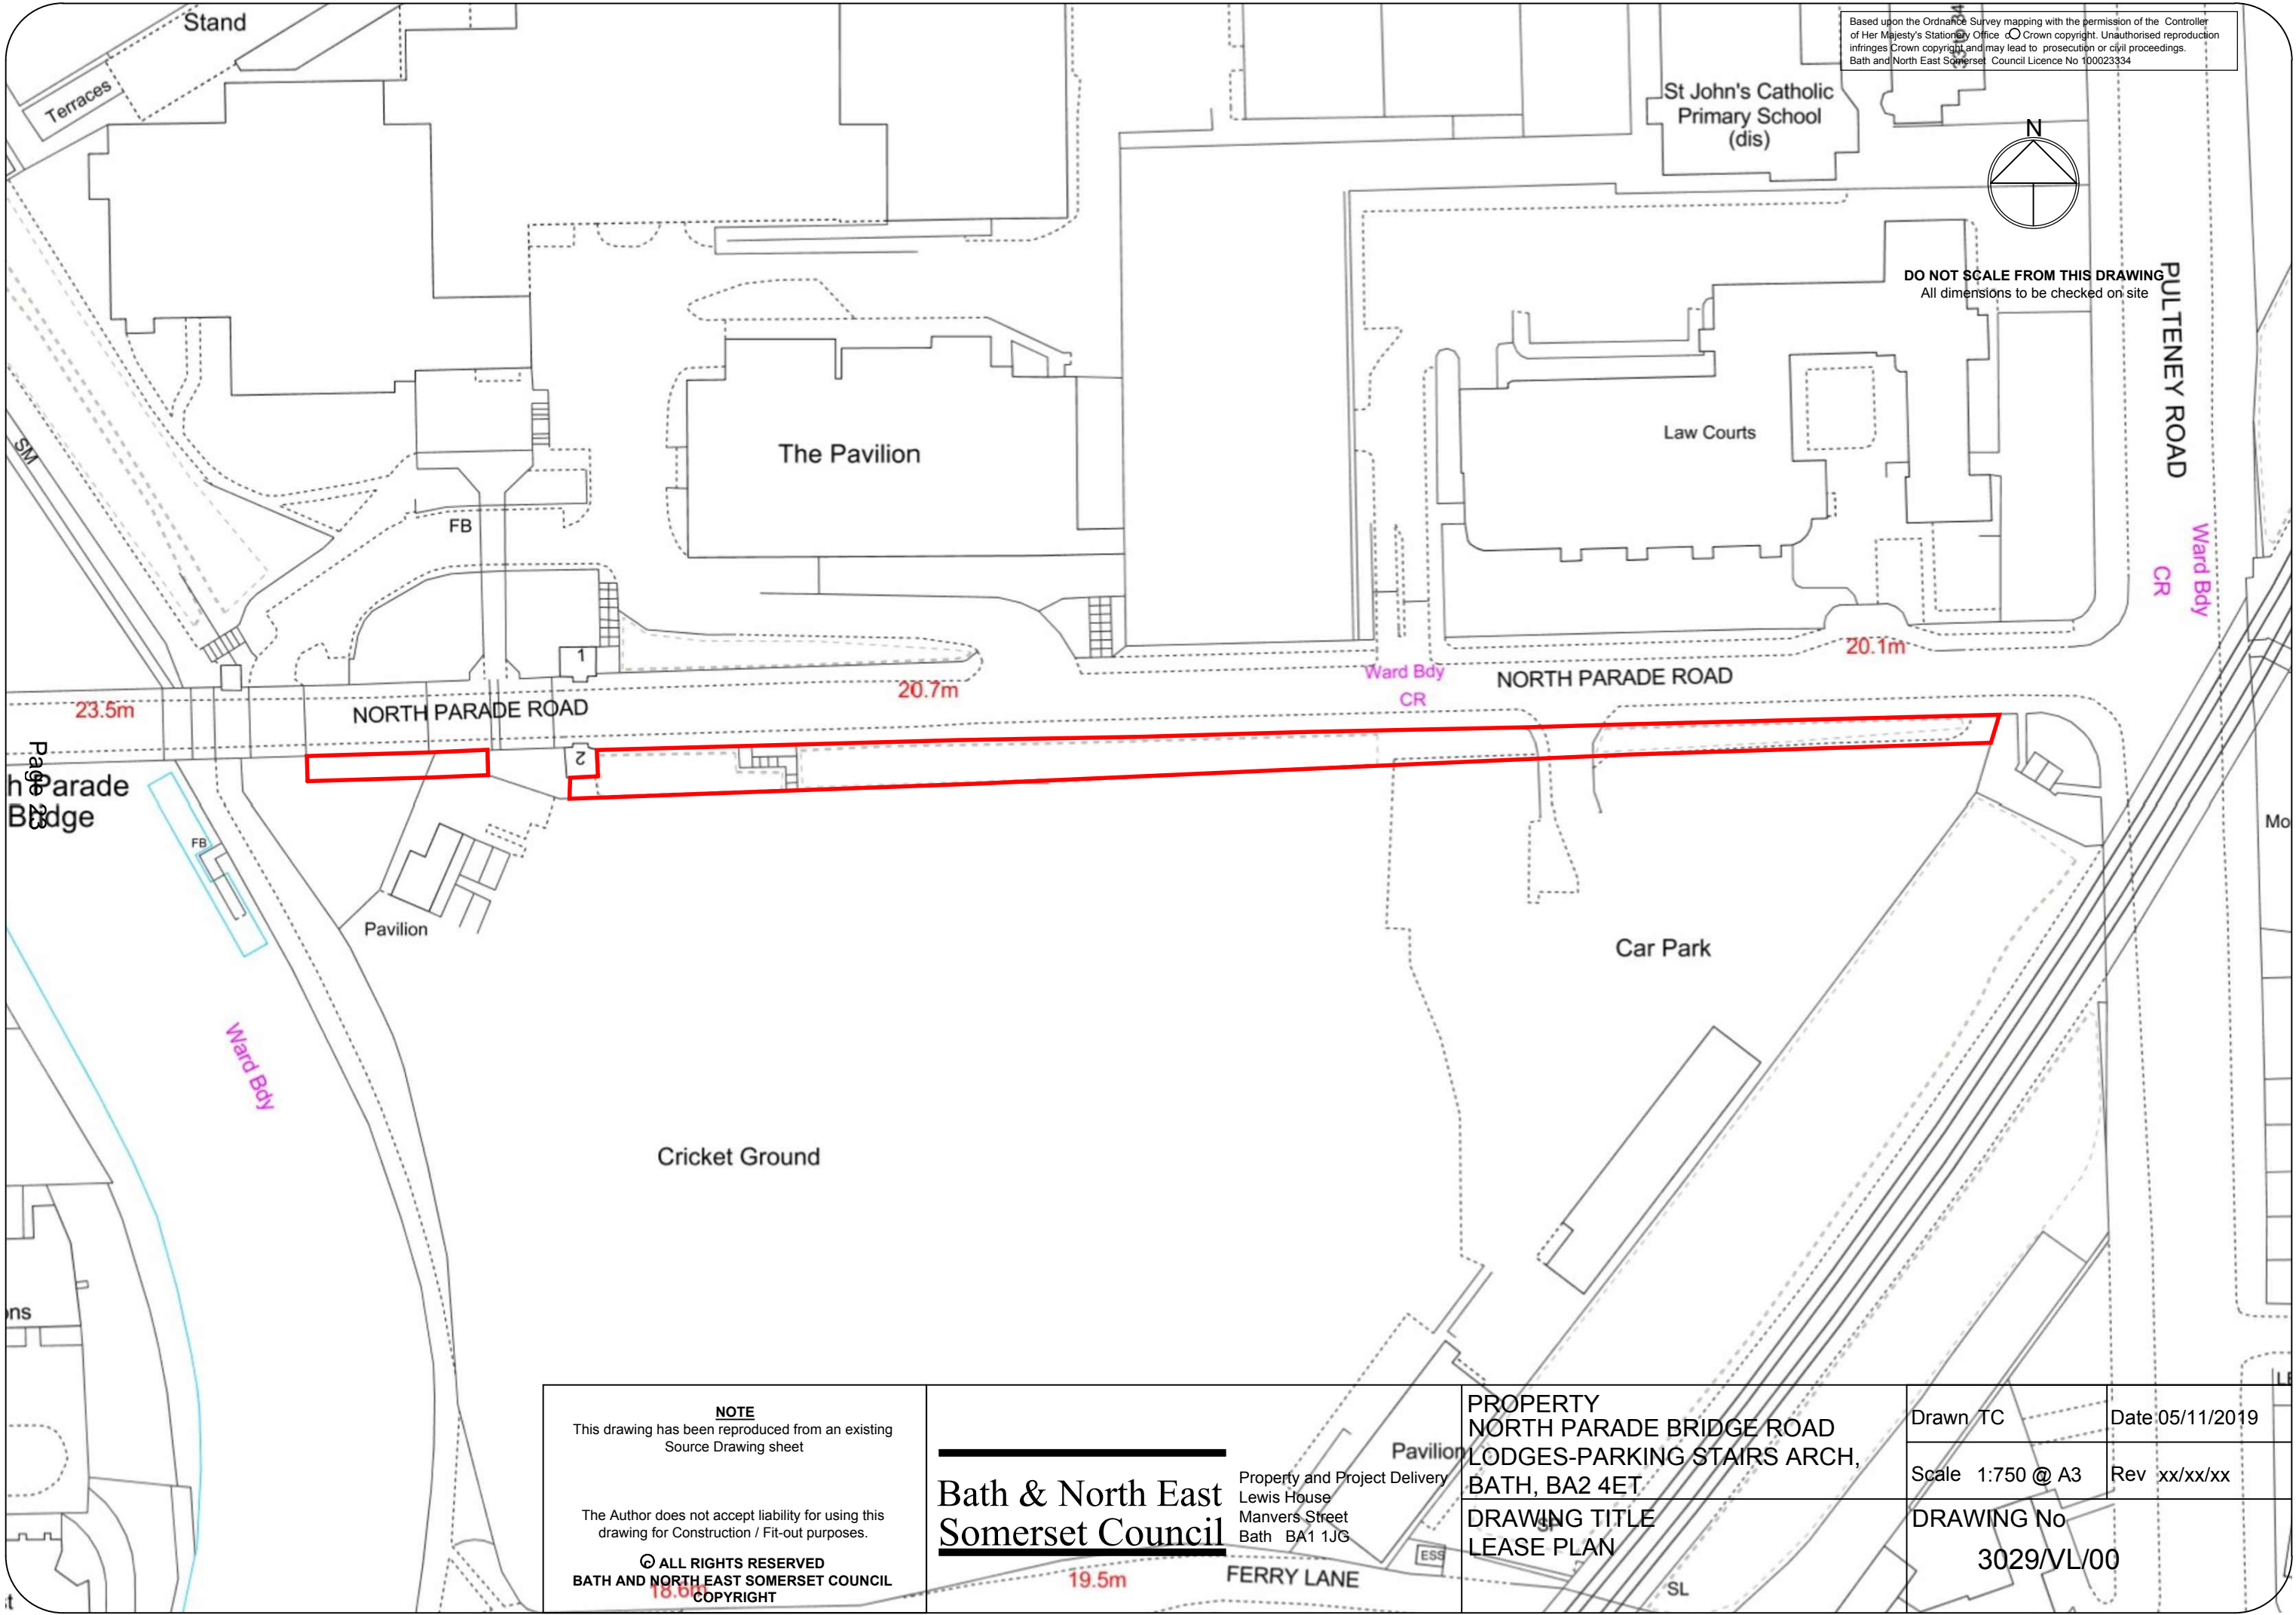 Stand
Terraces
Based upon the Ordnance Survey mapping with the permission of the Controller
of Her Majesty's Stationery Office © Crown copyright. Unauthorised reproduction
infringes Crown copyright and may lead to prosecution or civil proceedings.
Bath and North East Somerset Council Licence No 100023334
St John's Catholic
Primary School
(dis)
N
DO NOT SCALE FROM THIS DRAWING
All dimensions to be checked on site
PULTENEY ROAD
Law Courts
The Pavilion
SM
FB
Ward Bdy
CR
1
20.1m
Ward Bdy
CR
NORTH PARADE ROAD
20.7m
23.5m
NORTH PARADE ROAD
2
Page 23
h Parade
Bridge
FB
Mo
Pavilion
Car Park
Ward Bdy
Cricket Ground
ons
NOTE
This drawing has been reproduced from an existing
Source Drawing sheet
The Author does not accept liability for using this
drawing for Construction / Fit-out purposes.
© ALL RIGHTS RESERVED
BATH AND NORTH EAST SOMERSET COUNCIL
COPYRIGHT
18.6m
Bath & North East
Somerset Council
Property and Project Delivery
Lewis House
Manvers Street
Bath BA1 1JG
Pavilion
PROPERTY
NORTH PARADE BRIDGE ROAD
LODGES-PARKING STAIRS ARCH,
BATH, BA2 4ET
DRAWING TITLE
LEASE PLAN
Drawn TC
Date 05/11/2019
Scale 1:750 @ A3
Rev xx/xx/xx
DRAWING No
3029/VL/00
19.5m
FERRY LANE
ESS
SL
st